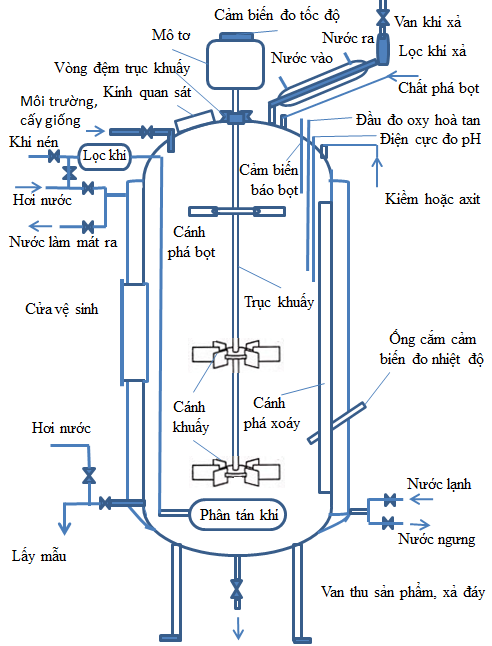 Cảm biến đo tốc độ
Van khí xả
Mô tơ
Nước ra
Lọc khí xả
Nước vào
Vòng đệm trục khuấy
Chất phá bọt
Kính quan sát
Môi trường,
cấy giống
Đầu đo oxy hoà tan
Khí nén
Điện cực đo pH
Lọc khí
Cảm biến
báo bọt
Hơi nước
Kiềm hoặc axit
Cánh
phá bọt
Nước làm mát ra
Trục khuấy
Cửa vệ sinh
Ống cắm cảm
biến đo nhiệt độ
Cánh
khuấy
Cánh
phá xoáy
Hơi nước
Nước lạnh
Phân tán khí
Nước ngưng
Lấy mẫu
Van thu sản phẩm, xả đáy